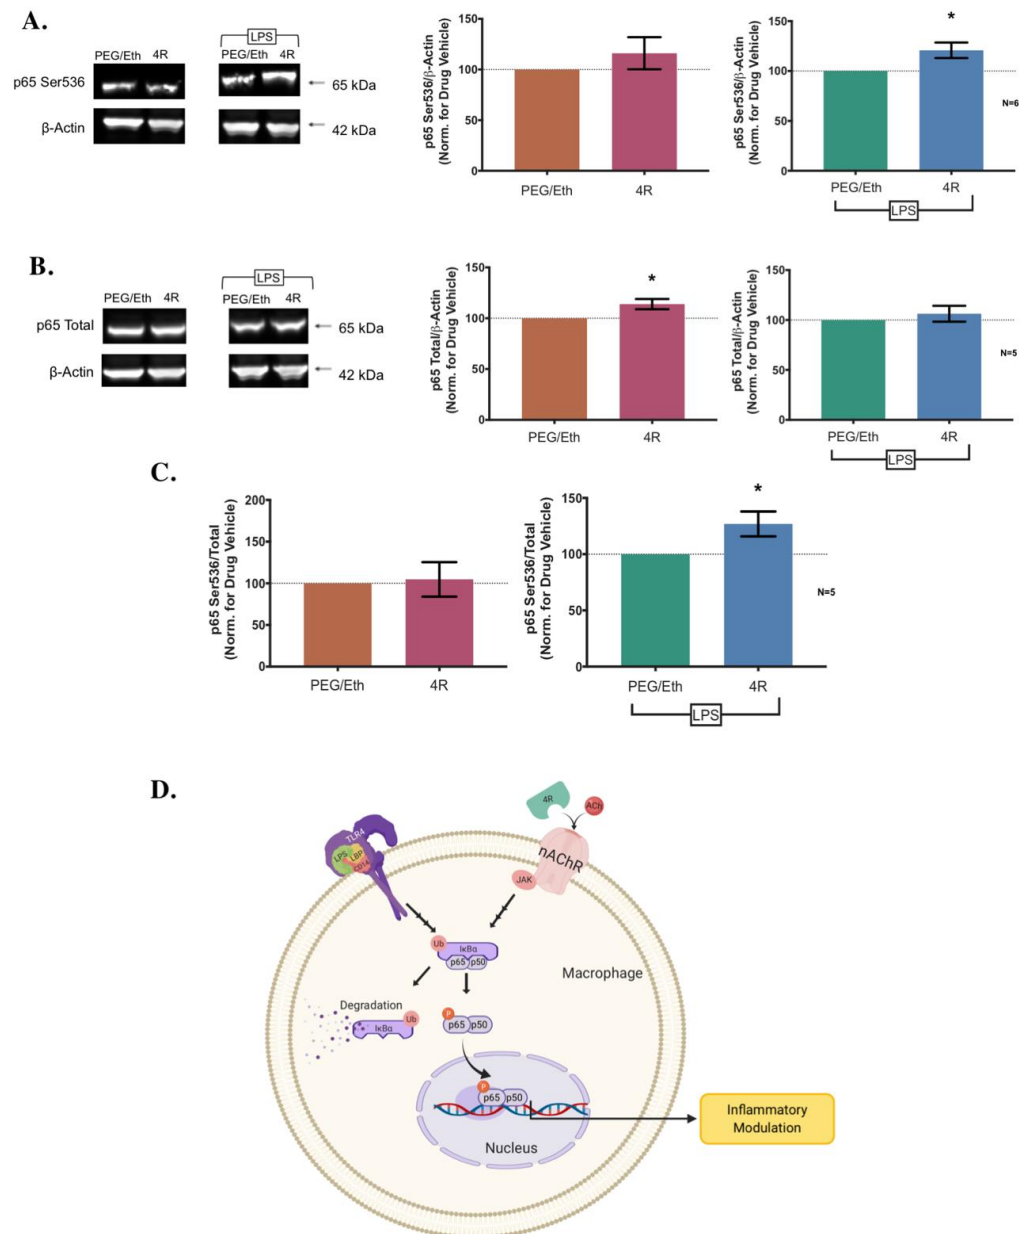 A.
LPS
PEG/Eth 4R
PEG/Eth 4R
p65 Ser536
65 kDa
β-Actin
42 kDa
p65 Ser536/β-Actin
(Norm. for Drug Vehicle)
150
100
50
0
PEG/Eth
4R
p65 Ser536/β-Actin
(Norm. for Drug Vehicle)
150
100
50
0
*
PEG/Eth
4R
LPS
N=6
B.
LPS
PEG/Eth 4R
PEG/Eth 4R
p65 Total
65 kDa
β-Actin
42 kDa
p65 Total/β-Actin
(Norm. for Drug Vehicle)
150
100
50
0
*
PEG/Eth
4R
p65 Total/β-Actin
(Norm. for Drug Vehicle)
150
100
50
0
PEG/Eth
4R
LPS
N=5
C.
p65 Ser536/Total
(Norm. for Drug Vehicle)
200
150
100
50
0
PEG/Eth
4R
p65 Ser536/Total
(Norm. for Drug Vehicle)
150
100
50
0
*
PEG/Eth
4R
LPS
N=5
D.
4R
ACh
TLR4
LPS
LBP
CD14
nAChR
JAK
Ub
IκBα
p65 p50
Macrophage
Degradation
Ub
IκBα
P
p65 p50
P
p65 p50
Nucleus
Inflammatory
Modulation